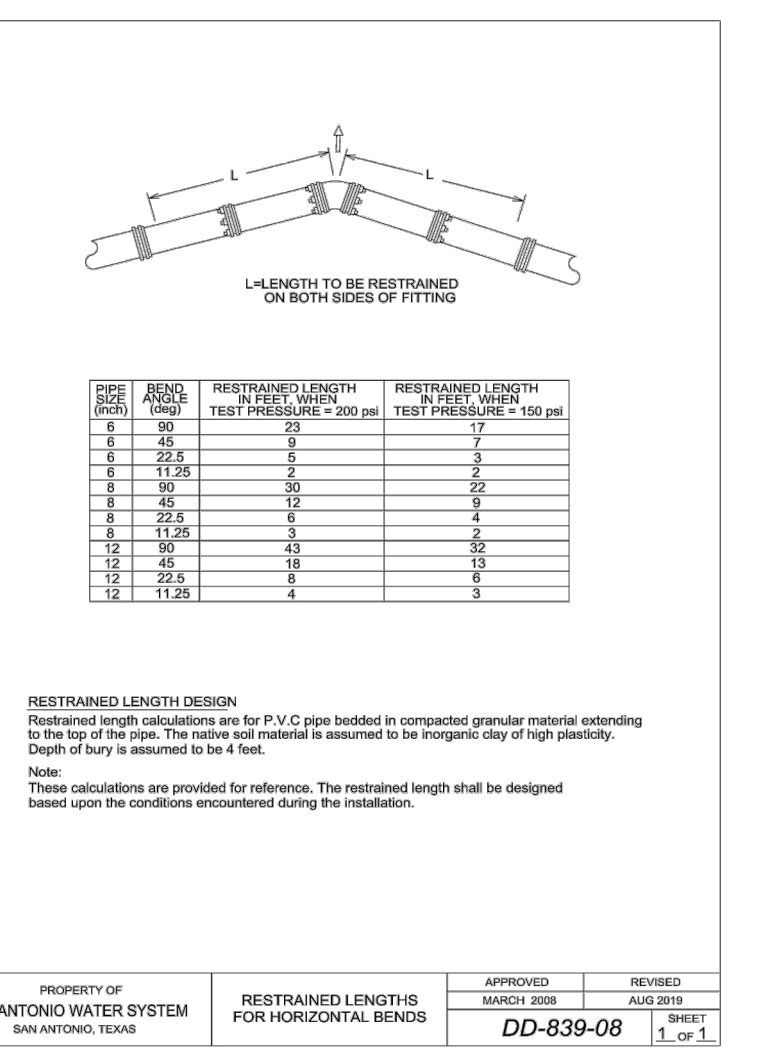 L
L
L=LENGTH TO BE RESTRAINED
ON BOTH SIDES OF FITTING
PIPE SIZE (inch) BEND ANGLE (deg) RESTRAINED LENGTH IN FEET, WHEN TEST PRESSURE = 200 psi RESTRAINED LENGTH IN FEET, WHEN TEST PRESSURE = 150 psi
6 90 23 17
6 45 9 7
6 22.5 5 3
6 11.25 2 2
8 90 30 22
8 45 12 9
8 22.5 6 4
8 11.25 3 2
12 90 43 32
12 45 18 13
12 22.5 8 6
12 11.25 4 3
RESTRAINED LENGTH DESIGN
Restrained length calculations are for P.V.C pipe bedded in compacted granular material extending
to the top of the pipe. The native soil material is assumed to be inorganic clay of high plasticity.
Depth of bury is assumed to be 4 feet.
Note:
These calculations are provided for reference. The restrained length shall be designed
based upon the conditions encountered during the installation.
PROPERTY OF
ANTONIO WATER SYSTEM
SAN ANTONIO, TEXAS
RESTRAINED LENGTHS
FOR HORIZONTAL BENDS
APPROVED
MARCH 2008
REVISED
AUG 2019
DD-839-08
SHEET
1 OF 1